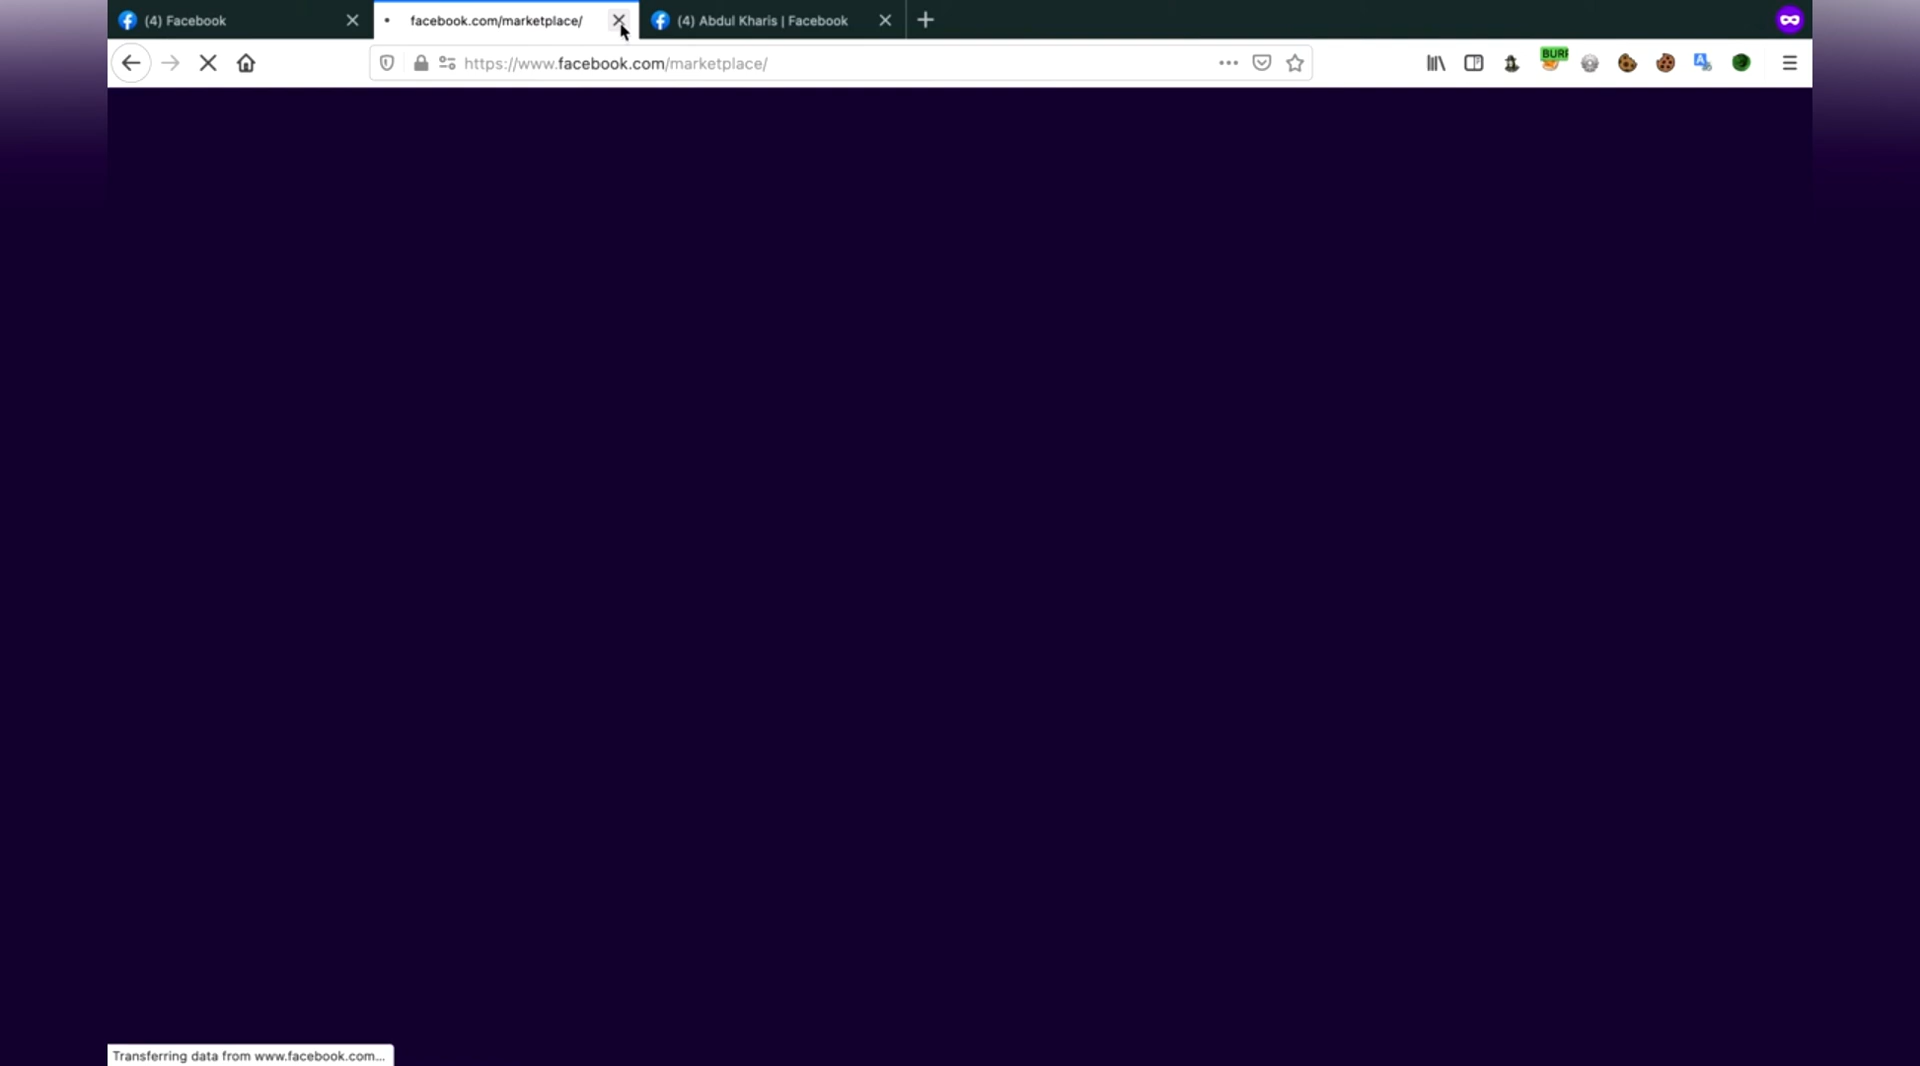 (4) Facebook
facebook.com/marketplace/
(4) Abdul Kharis | Facebook
https://www.facebook.com/marketplace/
BURP
Transferring data from www.facebook.com...